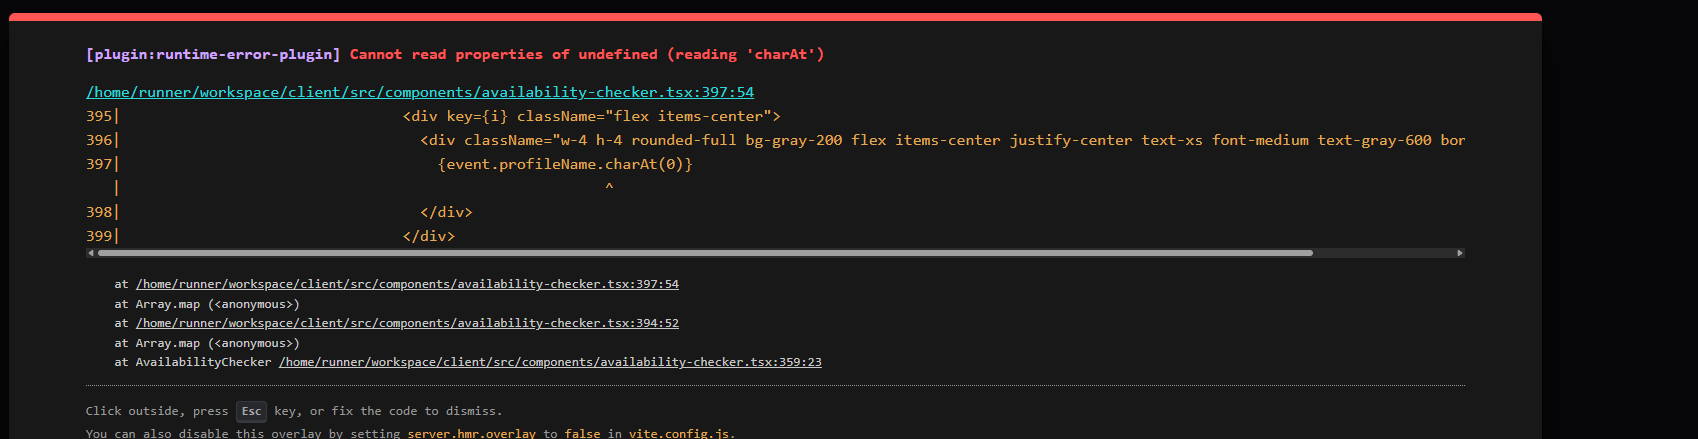 [plugin:runtime-error-plugin] Cannot read properties of undefined (reading 'charAt')
/home/runner/workspace/client/src/components/availability-checker.tsx:397:54
395|                                <div key={i} className="flex items-center">
396|                                  <div className="w-4 h-4 rounded-full bg-gray-200 flex items-center justify-center text-xs font-medium text-gray-600 bor
397|                                    {event.profileName.charAt(0)}
   |                                                       ^
398|                                  </div>
399|                                </div>
at /home/runner/workspace/client/src/components/availability-checker.tsx:397:54
at Array.map (<anonymous>)
at /home/runner/workspace/client/src/components/availability-checker.tsx:394:52
at Array.map (<anonymous>)
at AvailabilityChecker /home/runner/workspace/client/src/components/availability-checker.tsx:359:23
Click outside, press Esc key, or fix the code to dismiss.
You can also disable this overlay by setting server.hmr.overlay to false in vite.config.js.